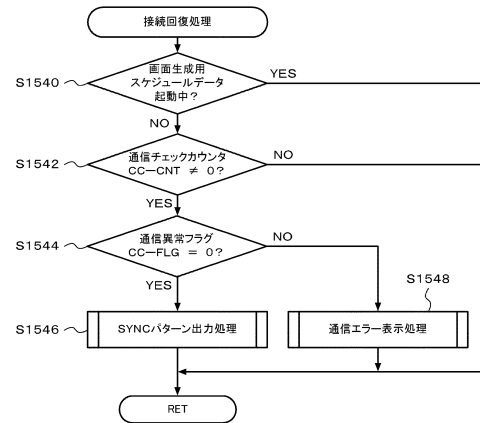 接続回復処理
S1540
画面生成用
スケジュールデータ
起動中?
YES
NO
S1542
通信チェックカウンタ
CC-CNT ≠ 0?
NO
YES
S1544
通信異常フラグ
CC-FLG = 0?
NO
YES
S1548
S1546
SYNCパターン出力処理
通信エラー表示処理
RET